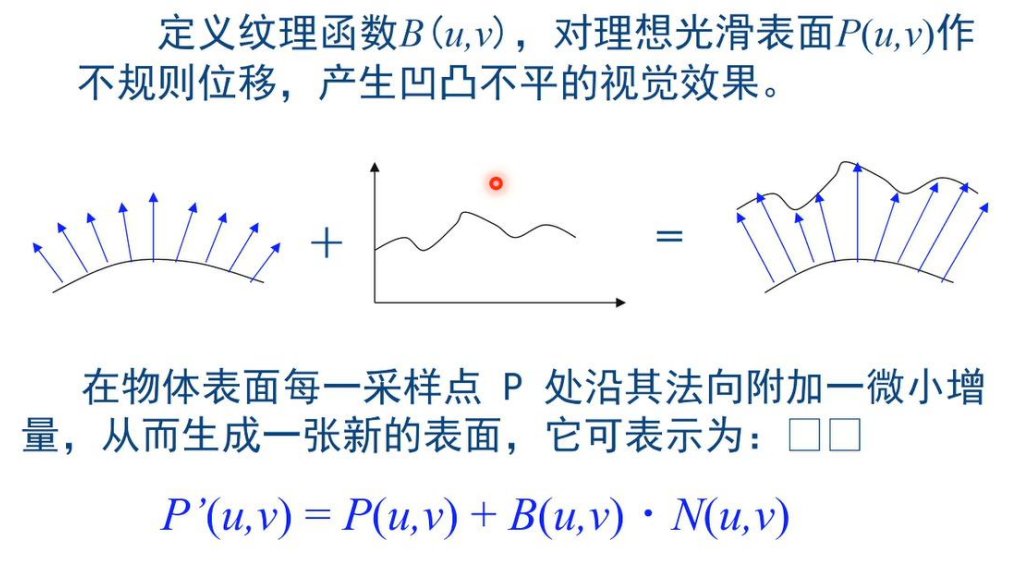 定义纹理函数B(u,v)，对理想光滑表面P(u,v)作
不规则位移，产生凹凸不平的视觉效果。
+ =
在物体表面每一采样点 P 处沿其法向附加一微小增
量，从而生成一张新的表面，它可表示为：□□
P’(u,v) = P(u,v) + B(u,v)·N(u,v)